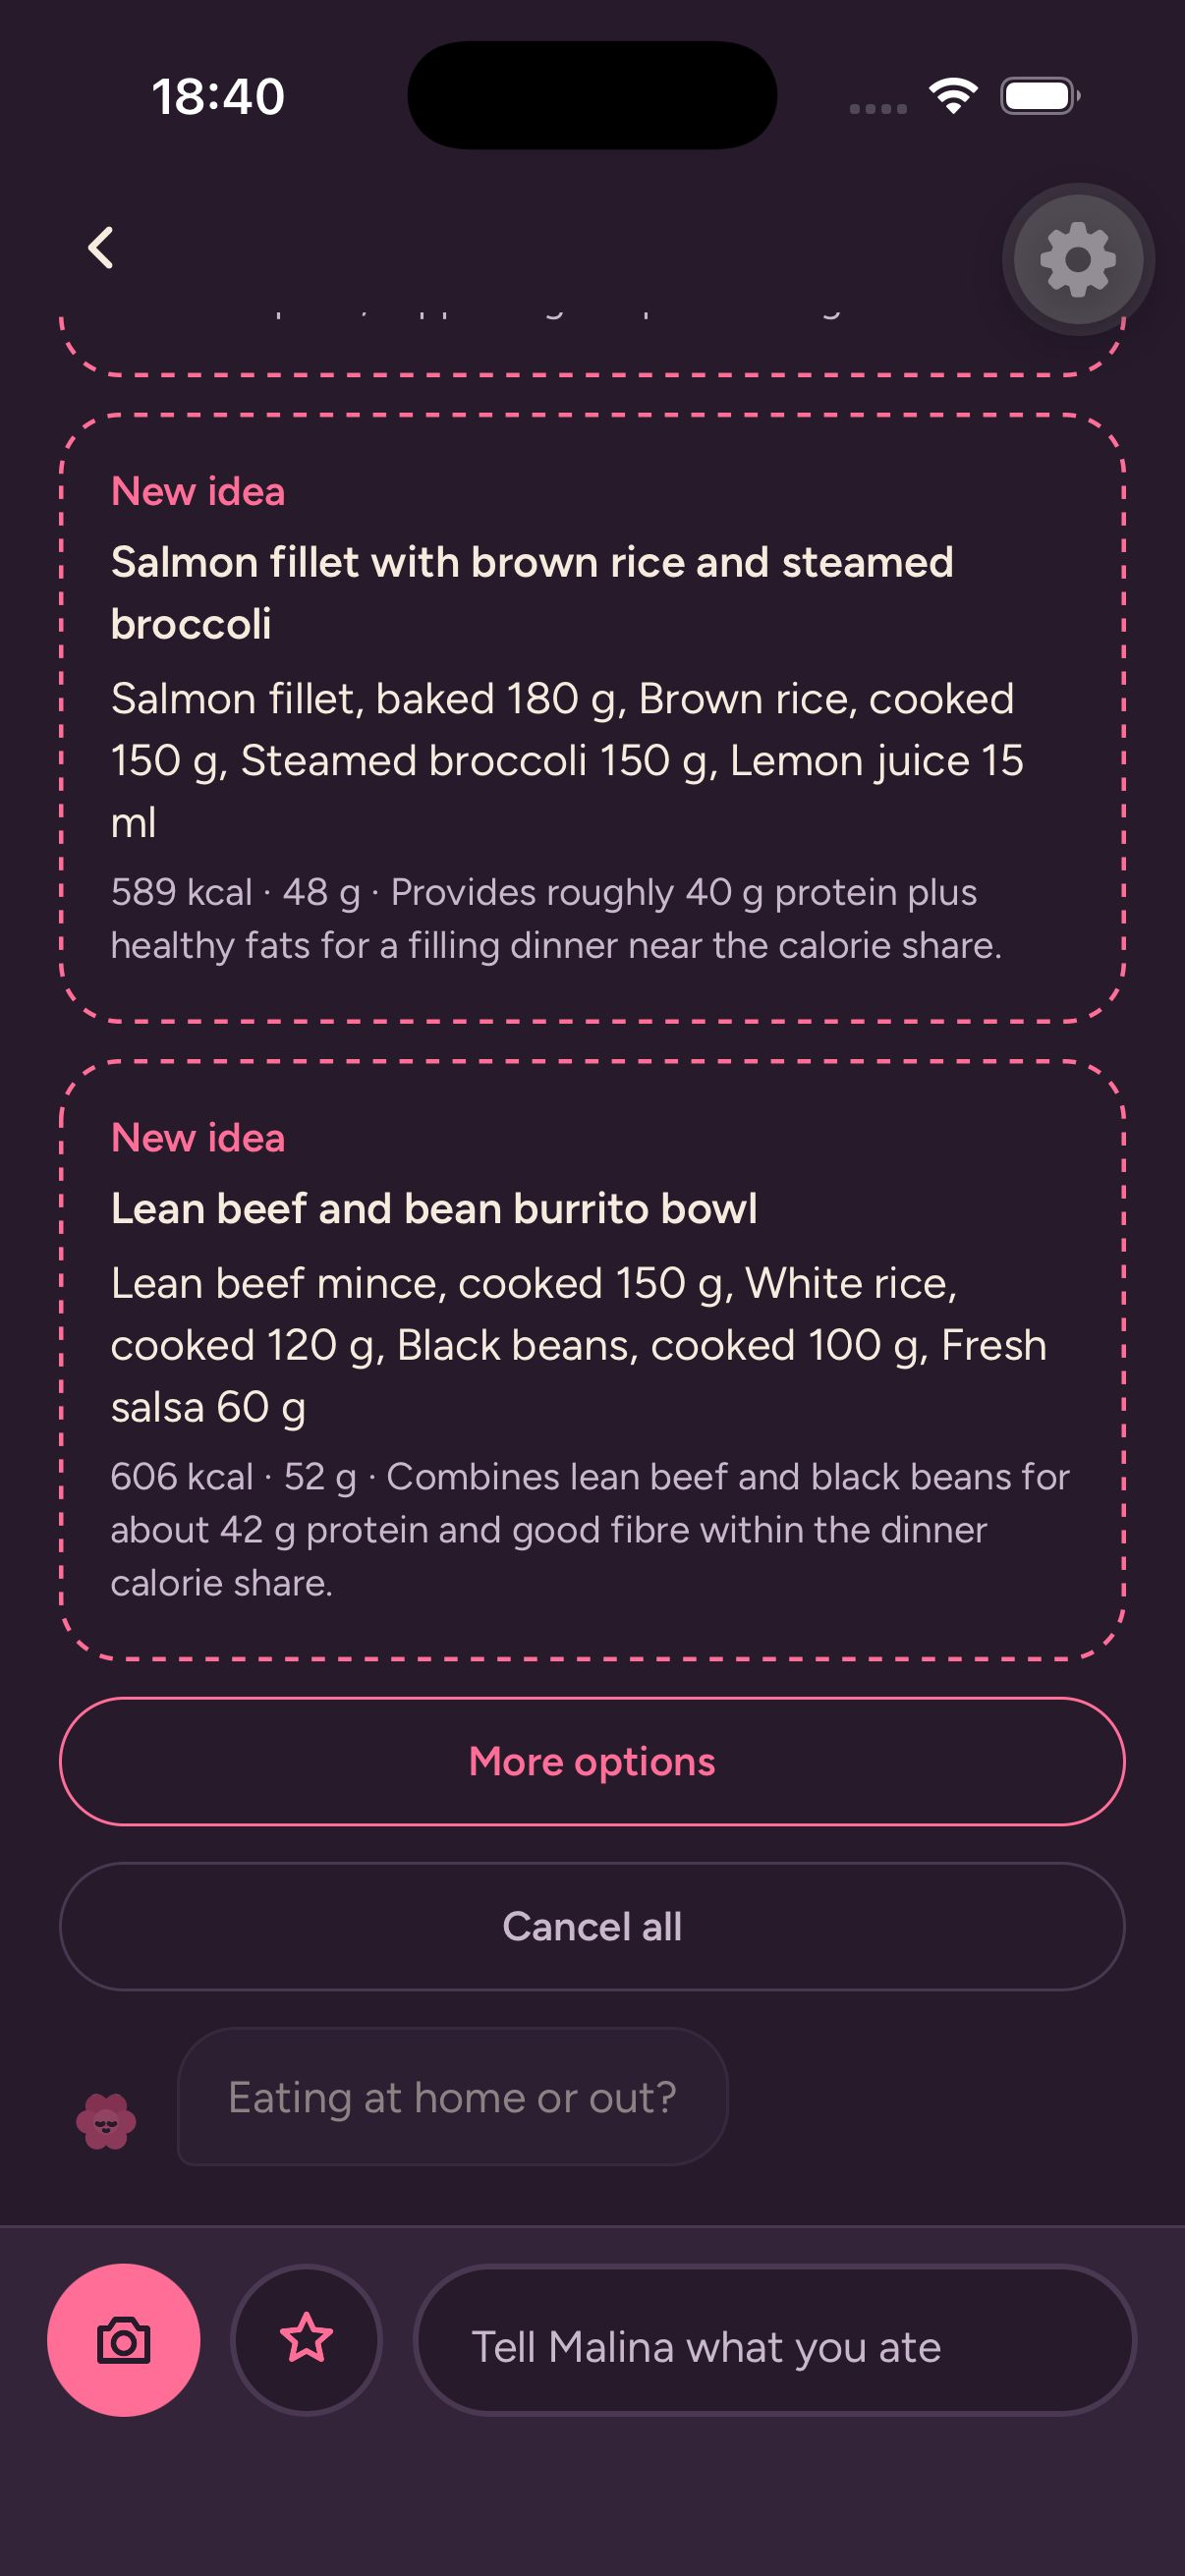 18:40
New idea
Salmon fillet with brown rice and steamed
broccoli
Salmon fillet, baked 180 g, Brown rice, cooked
150 g, Steamed broccoli 150 g, Lemon juice 15
ml
589 kcal · 48 g · Provides roughly 40 g protein plus
healthy fats for a filling dinner near the calorie share.
New idea
Lean beef and bean burrito bowl
Lean beef mince, cooked 150 g, White rice,
cooked 120 g, Black beans, cooked 100 g, Fresh
salsa 60 g
606 kcal · 52 g · Combines lean beef and black beans for
about 42 g protein and good fibre within the dinner
calorie share.
More options
Cancel all
Eating at home or out?
Tell Malina what you ate